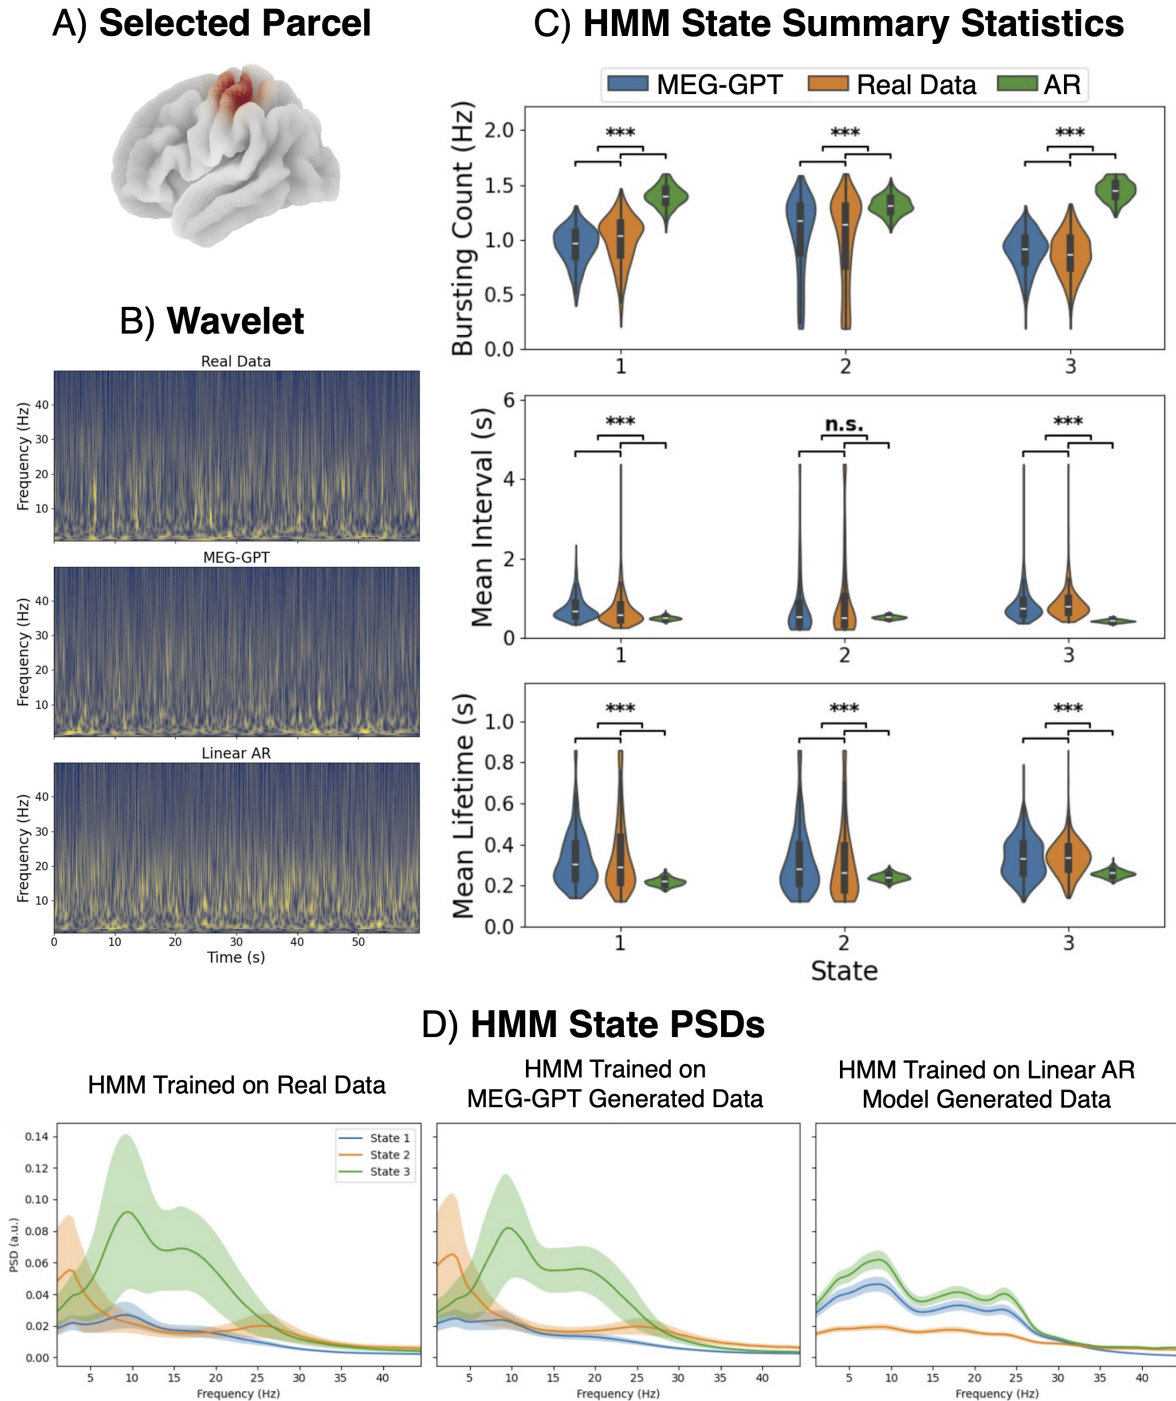 A) Selected Parcel
B) Wavelet
Real Data
Frequency (Hz)
40
30
20
10
MEG-GPT
Frequency (Hz)
40
30
20
10
Linear AR
Frequency (Hz)
40
30
20
10
0 10 20 30 40 50
Time (s)
C) HMM State Summary Statistics
MEG-GPT Real Data AR
Bursting Count (Hz)
2.0
1.5
1.0
0.5
0.0
*** *** ***
1 2 3
Mean Interval (s)
6
4
2
0
*** n.s. ***
1 2 3
Mean Lifetime (s)
1.0
0.8
0.6
0.4
0.2
0.0
*** *** ***
1 2 3
State
D) HMM State PSDs
HMM Trained on Real Data
PSD (a.u.)
0.14
0.12
0.10
0.08
0.06
0.04
0.02
0.00
State 1
State 2
State 3
5 10 15 20 25 30 35 40
Frequency (Hz)
HMM Trained on
MEG-GPT Generated Data
5 10 15 20 25 30 35 40
Frequency (Hz)
HMM Trained on Linear AR
Model Generated Data
5 10 15 20 25 30 35 40
Frequency (Hz)